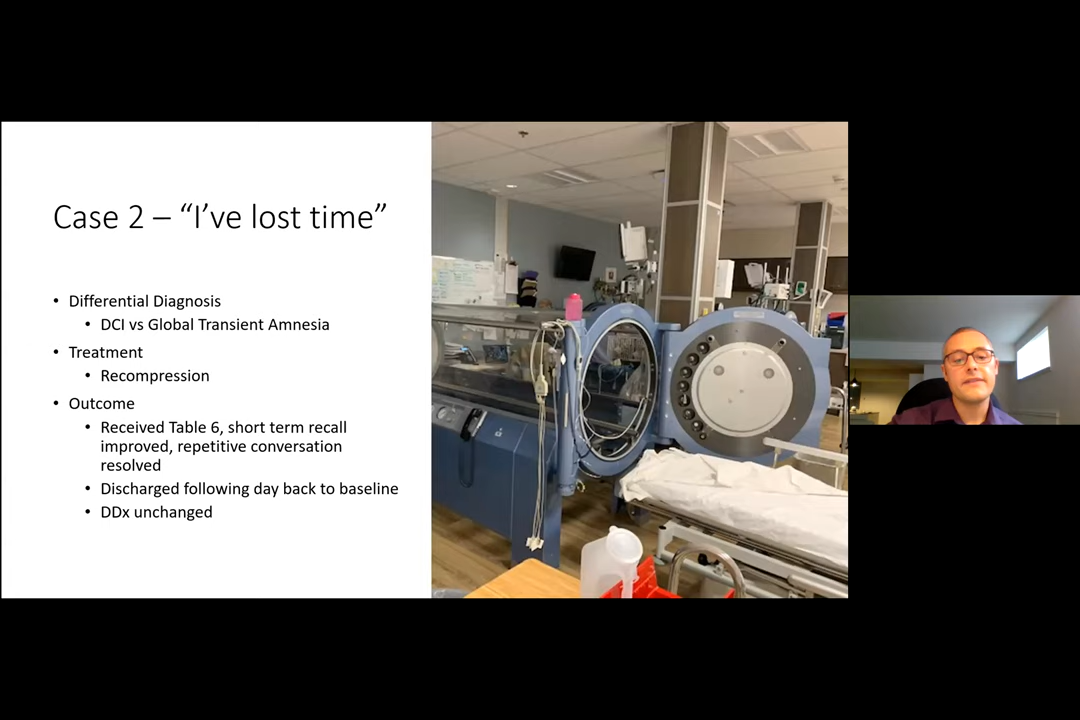 Case 2 – “I’ve lost time”
• Differential Diagnosis
• DCI vs Global Transient Amnesia
• Treatment
• Recompression
• Outcome
• Received Table 6, short term recall
improved, repetitive conversation
resolved
• Discharged following day back to baseline
• DDx unchanged